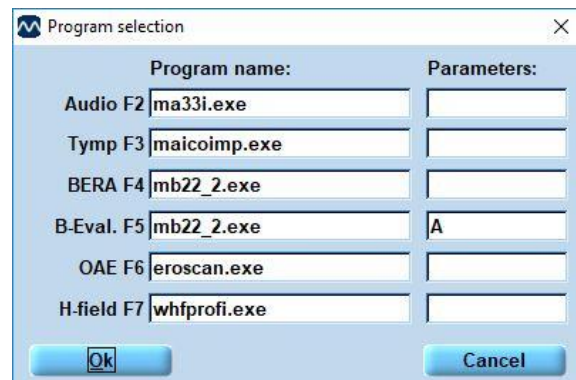 Program selection
Program name: Parameters:
Audio F2 ma33i.exe
Tymp F3 maicoimp.exe
BERA F4 mb22_2.exe
B-Eval. F5 mb22_2.exe A
OAE F6 eroscan.exe
H-field F7 whfprofi.exe
Ok Cancel